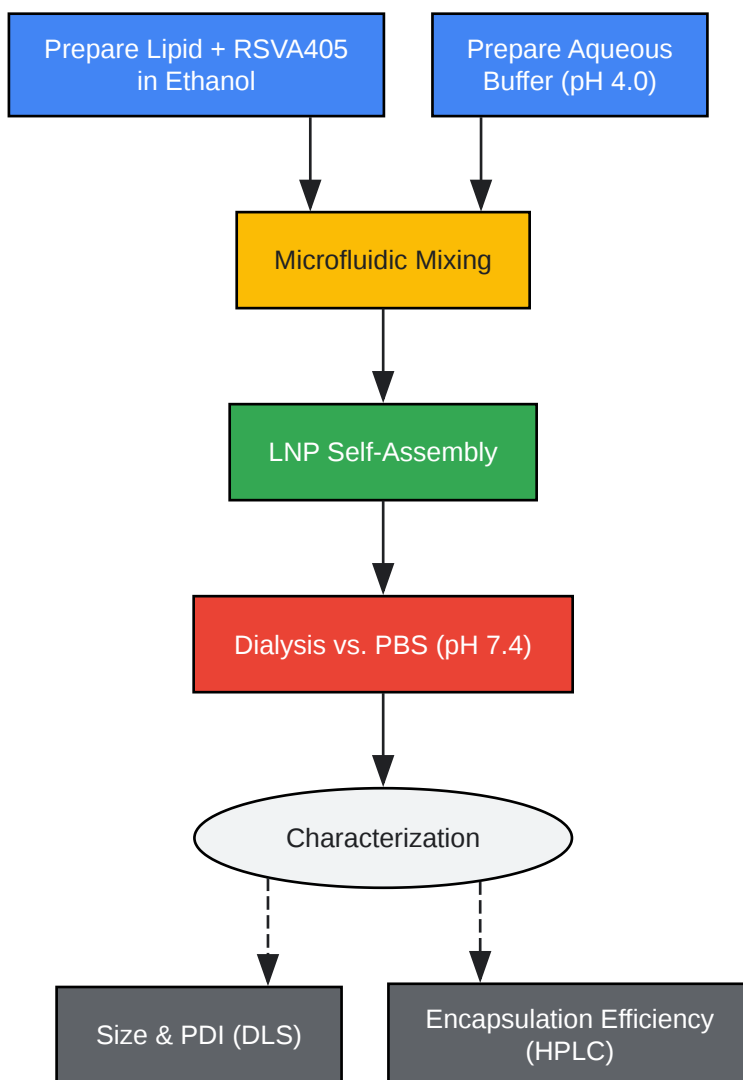 Prepare Lipid + RSVA405
in Ethanol
Prepare Aqueous
Buffer (pH 4.0)
Microfluidic Mixing
LNP Self-Assembly
Dialysis vs. PBS (pH 7.4)
Characterization
Size & PDI (DLS)
Encapsulation Efficiency
(HPLC)